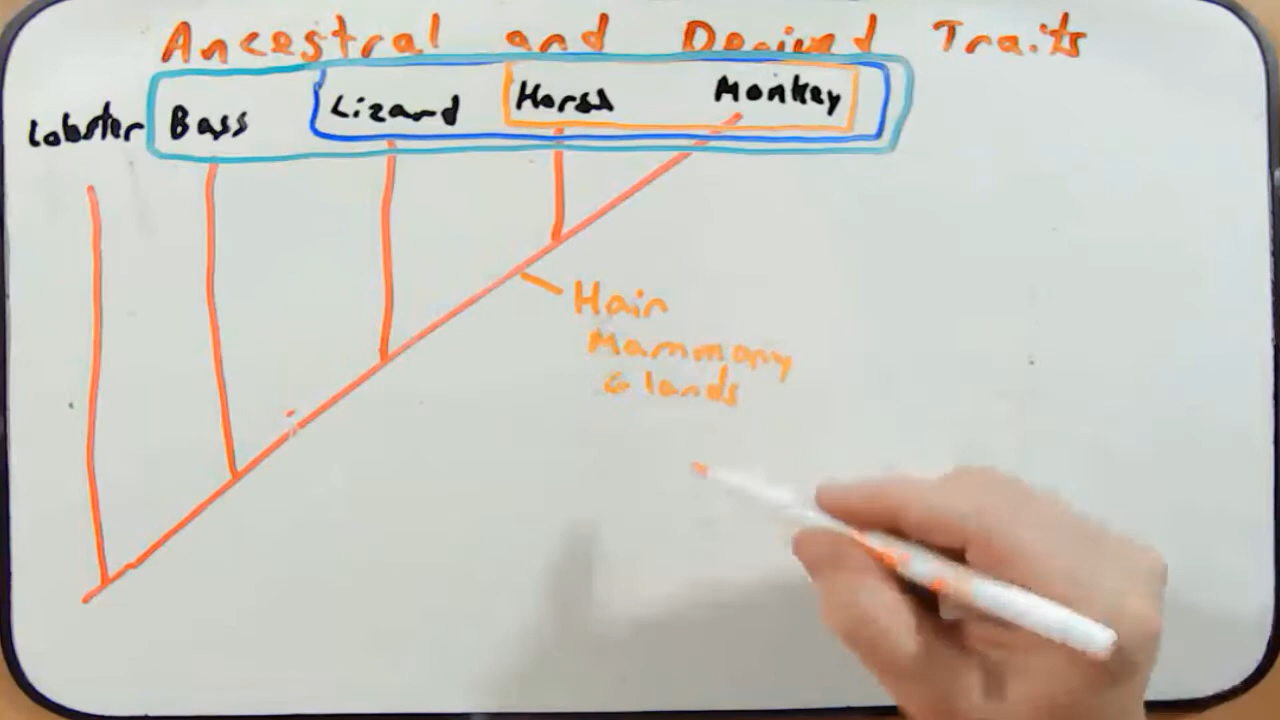 Ancestral and Derived Traits
Lobster Bass Lizard Horse Monkey
Hair
Mammary
Glands